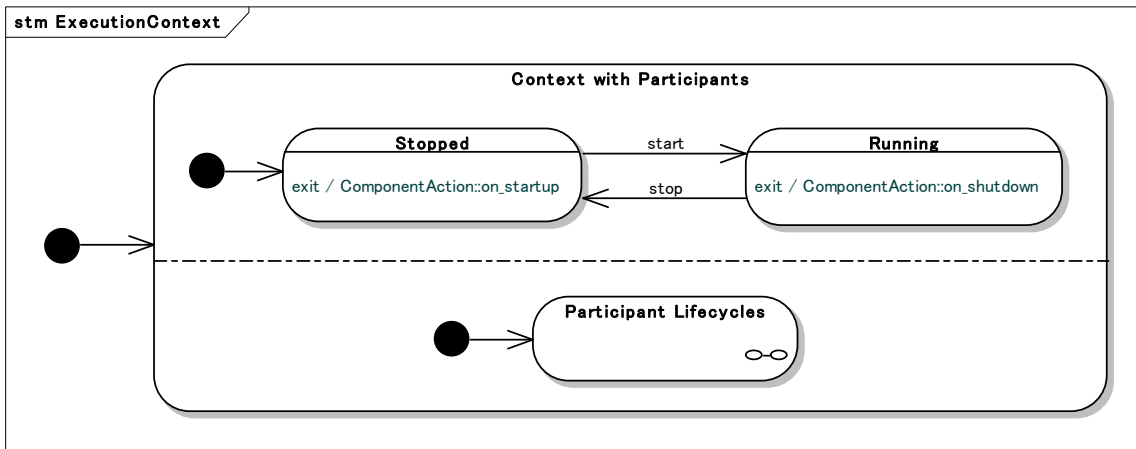 stm ExecutionContext
Context with Participants
Stopped
start
Running
exit / ComponentAction::on_startup
stop
exit / ComponentAction::on_shutdown
Participant Lifecycles